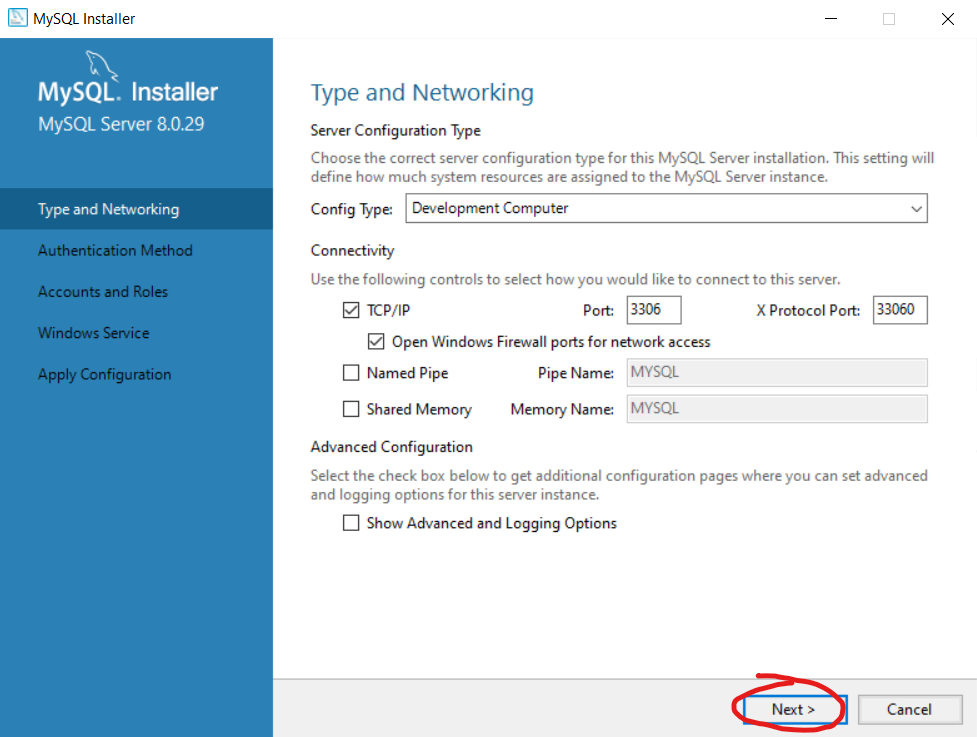 MySQL Installer
MySQL. Installer
MySQL Server 8.0.29
Type and Networking
Authentication Method
Accounts and Roles
Windows Service
Apply Configuration
Type and Networking
Server Configuration Type
Choose the correct server configuration type for this MySQL Server installation. This setting will
define how much system resources are assigned to the MySQL Server instance.
Config Type: Development Computer
Connectivity
Use the following controls to select how you would like to connect to this server.
TCP/IP Port: 3306 X Protocol Port: 33060
Open Windows Firewall ports for network access
Named Pipe Pipe Name: MYSQL
Shared Memory Memory Name: MYSQL
Advanced Configuration
Select the check box below to get additional configuration pages where you can set advanced
and logging options for this server instance.
Show Advanced and Logging Options
Next > Cancel